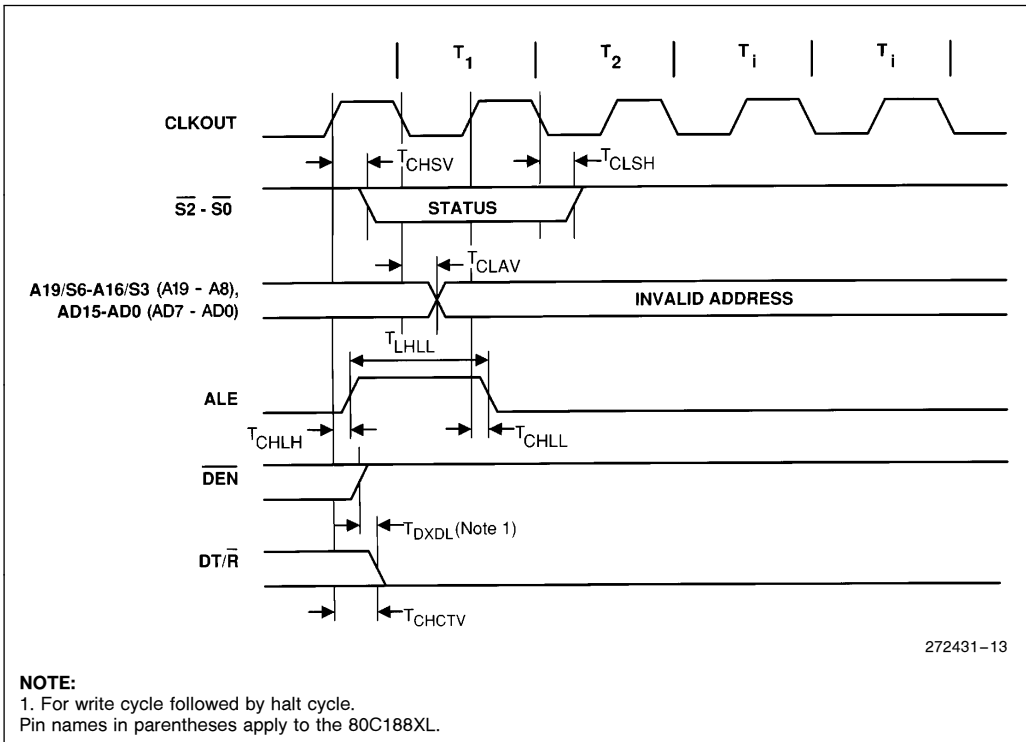 T1 T2 Ti Ti
CLKOUT
TCHSV TCLSH
S2 - S0 STATUS
TCLAV
A19/S6-A16/S3 (A19 - A8),
AD15-AD0 (AD7 - AD0)
INVALID ADDRESS
TLHLL
ALE
TCHLH TCHLL
DEN
TDXDL (Note 1)
DT/R
TCHCTV
272431-13
NOTE:
1. For write cycle followed by halt cycle.
Pin names in parentheses apply to the 80C188XL.